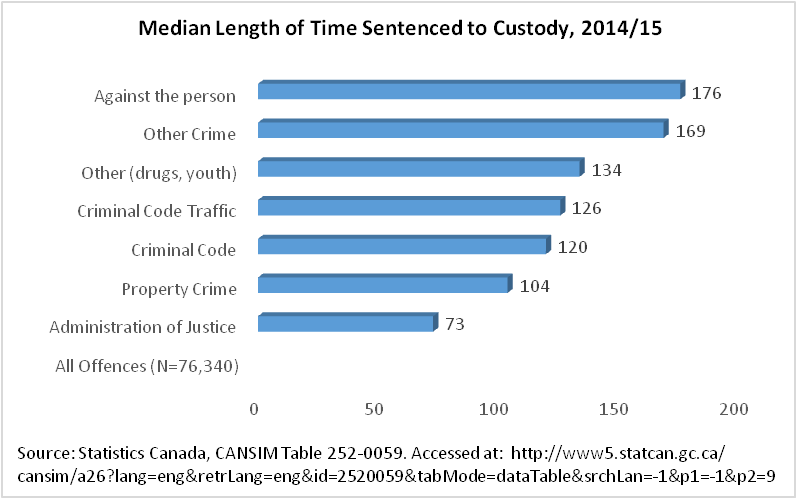 Median Length of Time Sentenced to Custody, 2014/15
Against the person 176
Other Crime 169
Other (drugs, youth) 134
Criminal Code Traffic 126
Criminal Code 120
Property Crime 104
Administration of Justice 73
All Offences (N=76,340)
0 50 100 150 200
Source: Statistics Canada, CANSIM Table 252-0059. Accessed at: http://www5.statcan.gc.ca/
cansim/a26?lang=eng&retrLang=eng&id=2520059&tabMode=dataTable&srchLan=-1&p1=-1&p2=9